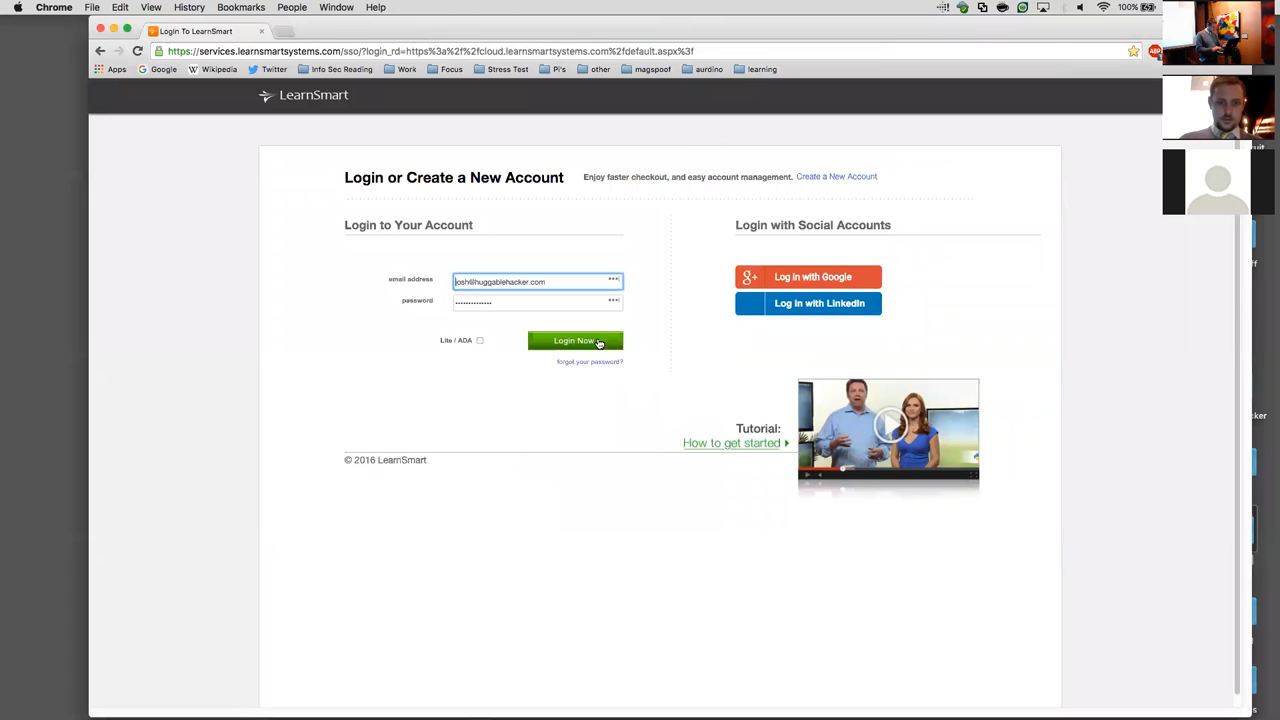 Chrome File Edit View History Bookmarks People Window Help 100%
Login To LearnSmart
https://services.learnsmartsystems.com/sso/?login_rd=https%3a%2f%2fcloud.learnsmartsystems.com%2fdefault.aspx%3f ABP
Apps Google Wikipedia Twitter Info Sec Reading Work Focus Stress Tool Pi's other magspoof aurdino learning
LearnSmart
Login or Create a New Account Enjoy faster checkout, and easy account management. Create a New Account
Login to Your Account Login with Social Accounts
email address josh@huggablehacker.com
password ••••••••••••••
g+ Log in with Google
Log in with LinkedIn
Lite / ADA Login Now
forgot your password?
Tutorial:
How to get started
© 2016 LearnSmart